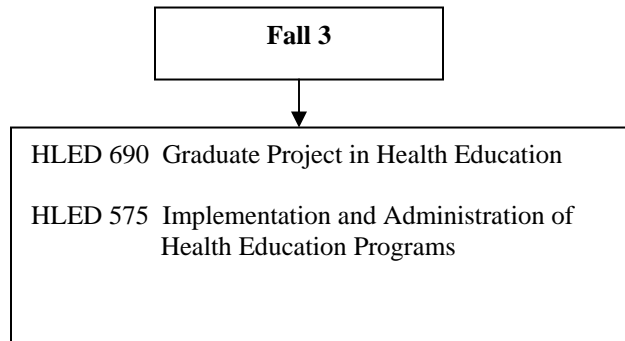 Fall 3
HLED 690 Graduate Project in Health Education
HLED 575 Implementation and Administration of
Health Education Programs